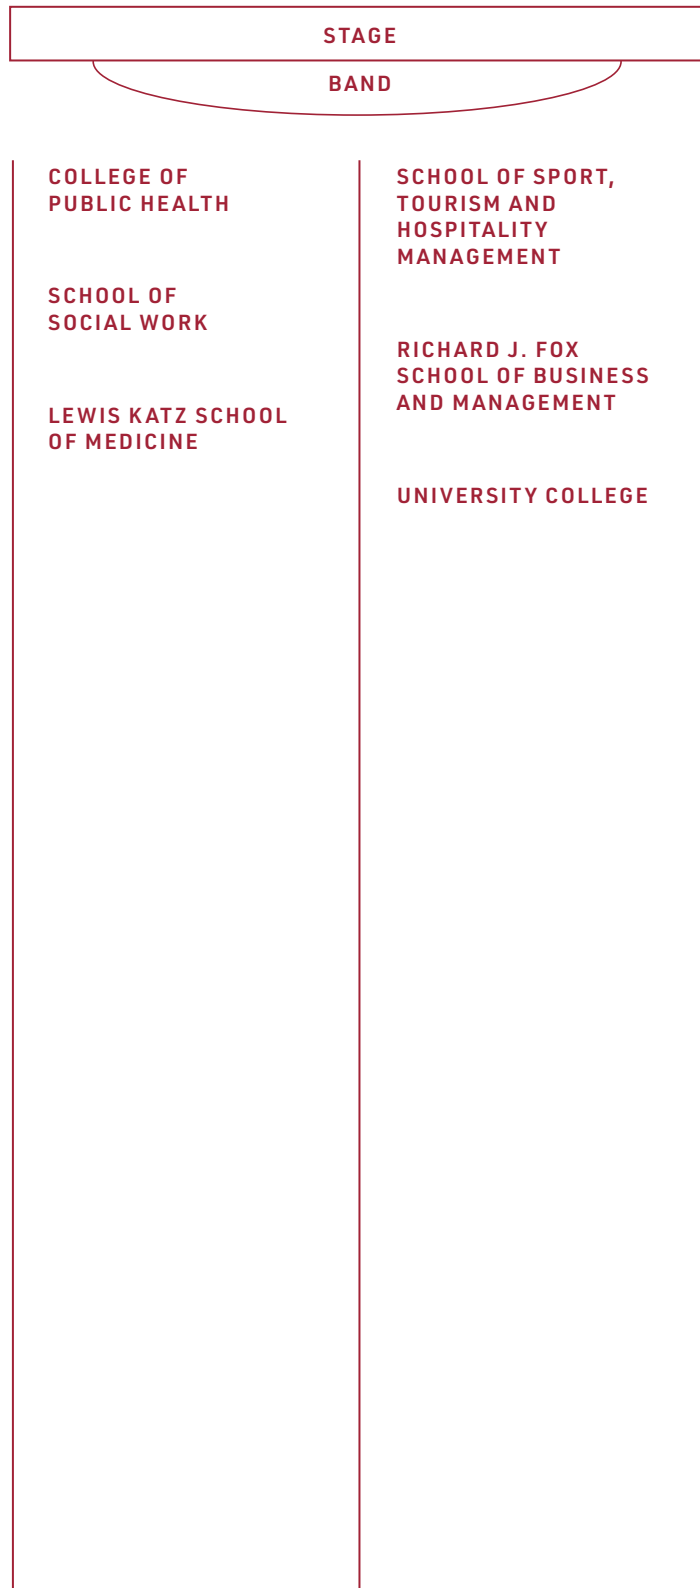 STAGE
BAND
COLLEGE OF
PUBLIC HEALTH
SCHOOL OF
SOCIAL WORK
LEWIS KATZ SCHOOL
OF MEDICINE
SCHOOL OF SPORT,
TOURISM AND
HOSPITALITY
MANAGEMENT
RICHARD J. FOX
SCHOOL OF BUSINESS
AND MANAGEMENT
UNIVERSITY COLLEGE